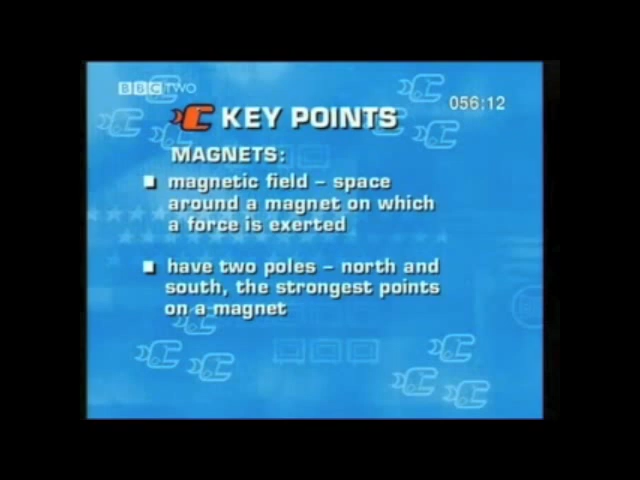 BBC TWO
056:12
KEY POINTS
MAGNETS:
magnetic field – space
around a magnet on which
a force is exerted
have two poles – north and
south, the strongest points
on a magnet